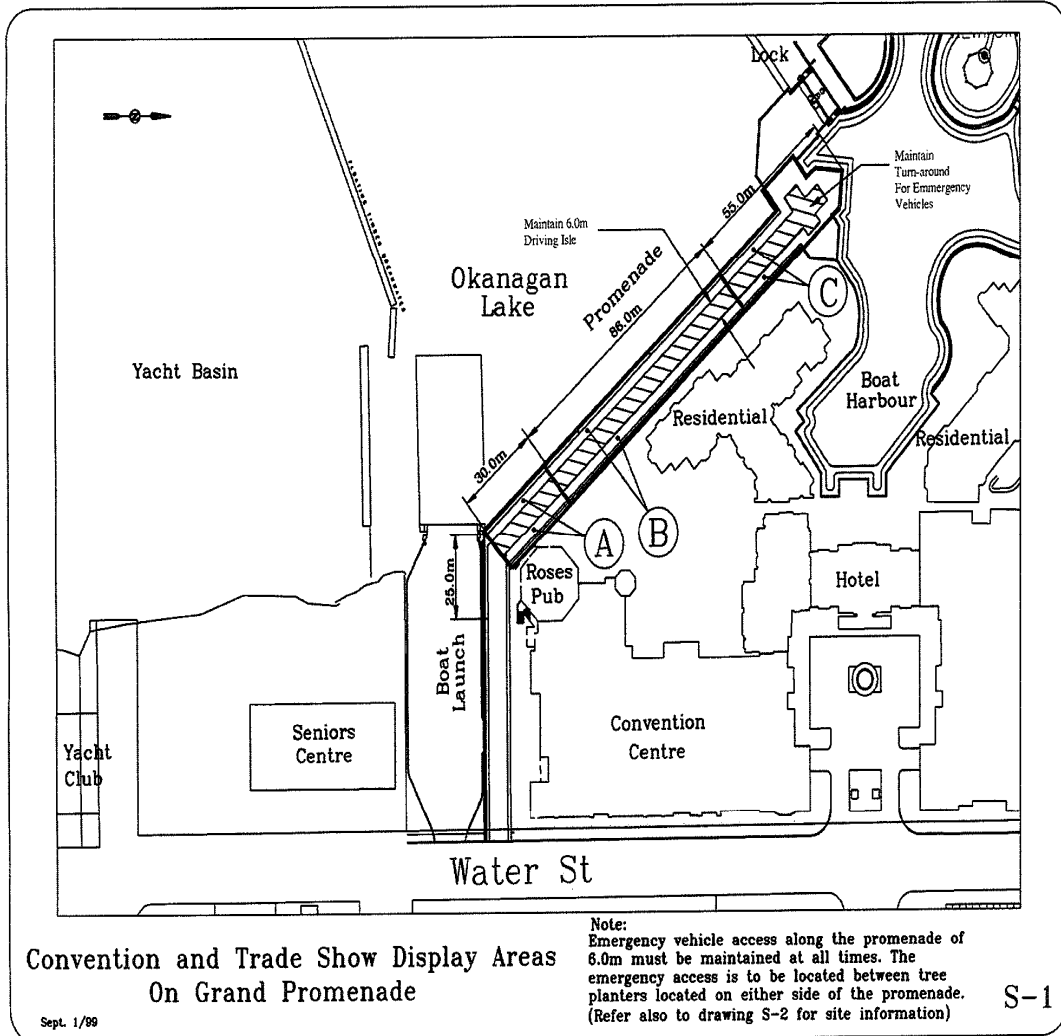 Lock
Z
FLOATING TIMBER BREAKWATER
Maintain
Turn-around
For Emmergency
Vehicles
55.0m
Maintain 6.0m
Driving Isle
Okanagan
Lake
Promenade
86.0m
C
Yacht Basin
Boat
Harbour
Residential
Residential
30.0m
A
B
Roses
Pub
Hotel
25.0m
Boat
Launch
Seniors
Centre
Convention
Centre
Yacht
Club
Water St
Convention and Trade Show Display Areas
On Grand Promenade
Sept. 1/99
Note:
Emergency vehicle access along the promenade of
6.0m must be maintained at all times. The
emergency access is to be located between tree
planters located on either side of the promenade.
(Refer also to drawing S-2 for site information)
S-1